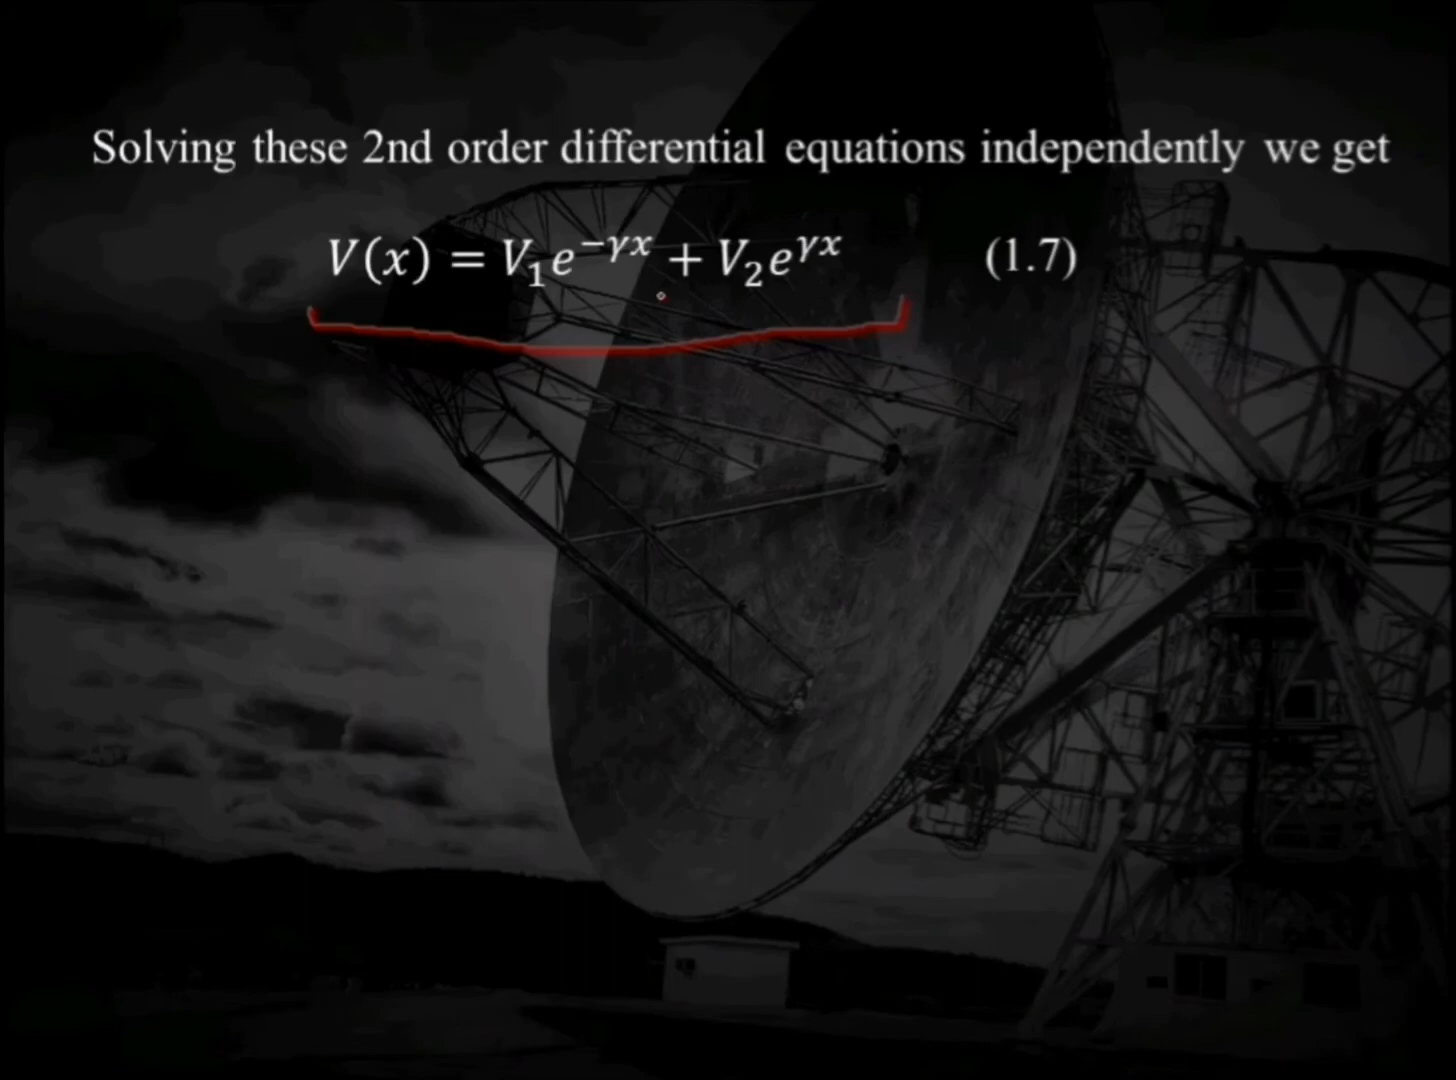 Solving these 2nd order differential equations independently we get
V(x) = V₁e^{−γx} + V₂e^{γx} (1.7)